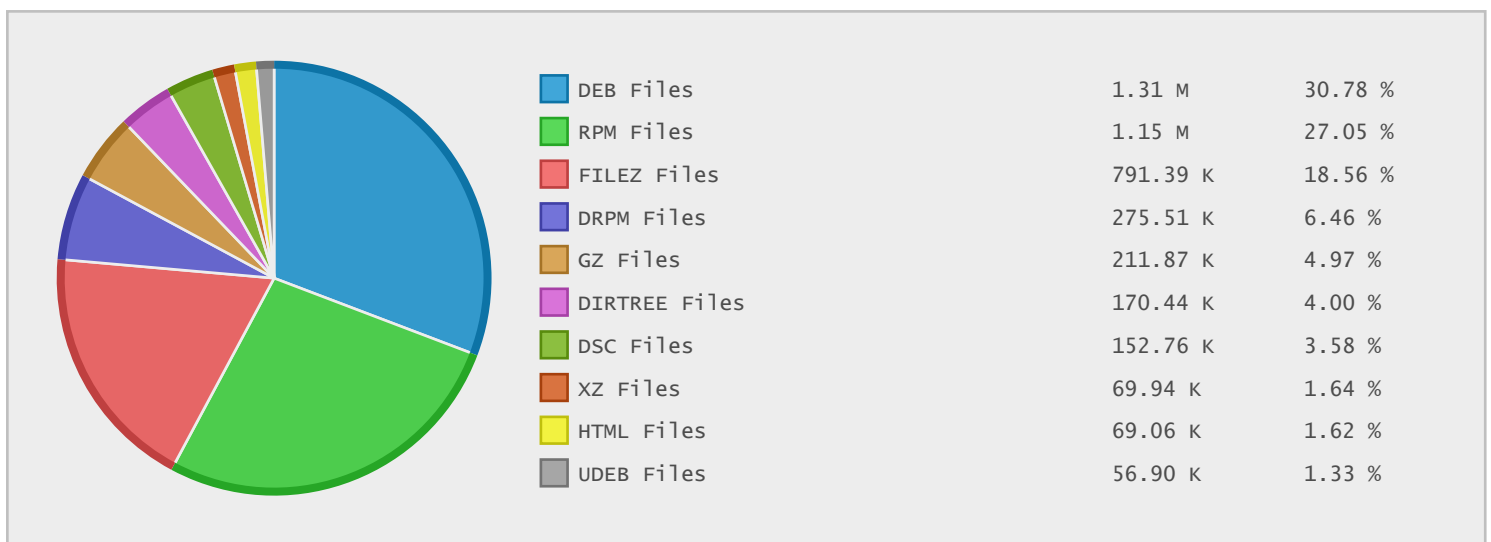 DEB Files 1.31 M 30.78 %
RPM Files 1.15 M 27.05 %
FILEZ Files 791.39 K 18.56 %
DRPM Files 275.51 K 6.46 %
GZ Files 211.87 K 4.97 %
DIRTREE Files 170.44 K 4.00 %
DSC Files 152.76 K 3.58 %
XZ Files 69.94 K 1.64 %
HTML Files 69.06 K 1.62 %
UDEB Files 56.90 K 1.33 %